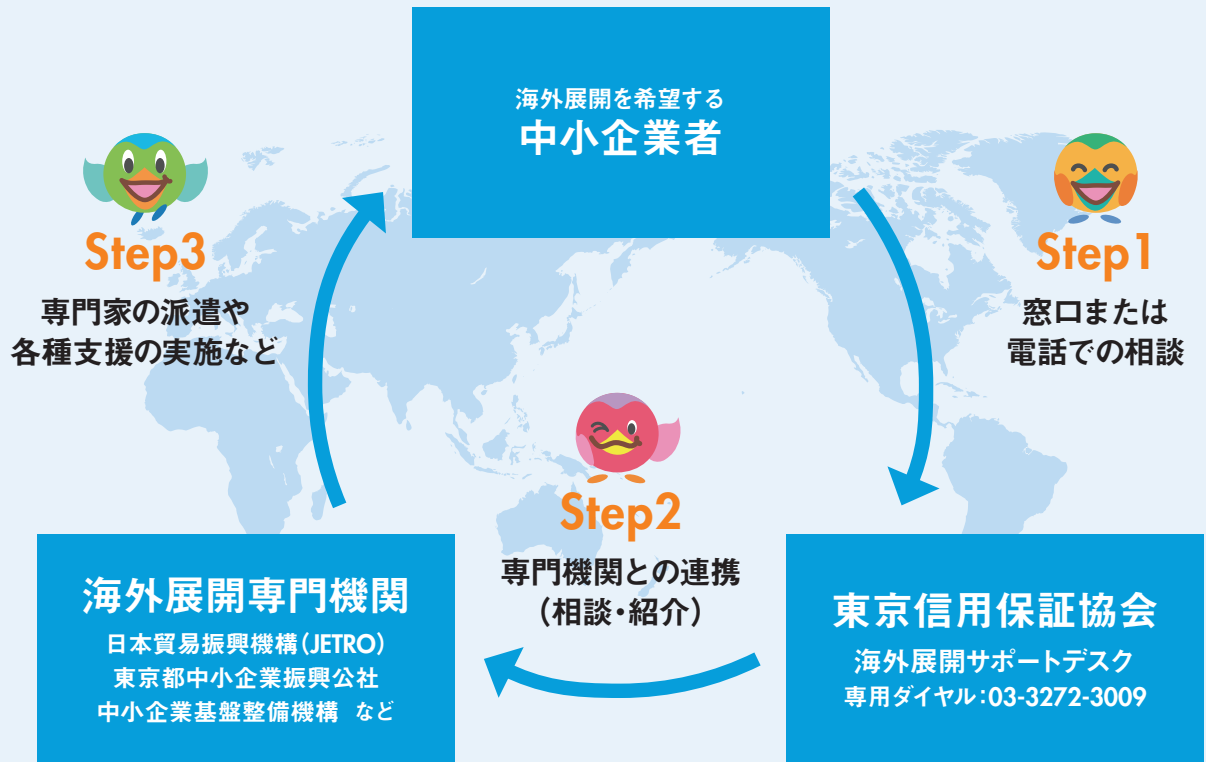 海外展開を希望する
中小企業者
Step1
窓口または
電話での相談
東京信用保証協会
海外展開サポートデスク
専用ダイヤル：03-3272-3009
Step2
専門機関との連携
（相談・紹介）
海外展開専門機関
日本貿易振興機構（JETRO）
東京都中小企業振興公社
中小企業基盤整備機構 など
Step3
専門家の派遣や
各種支援の実施など